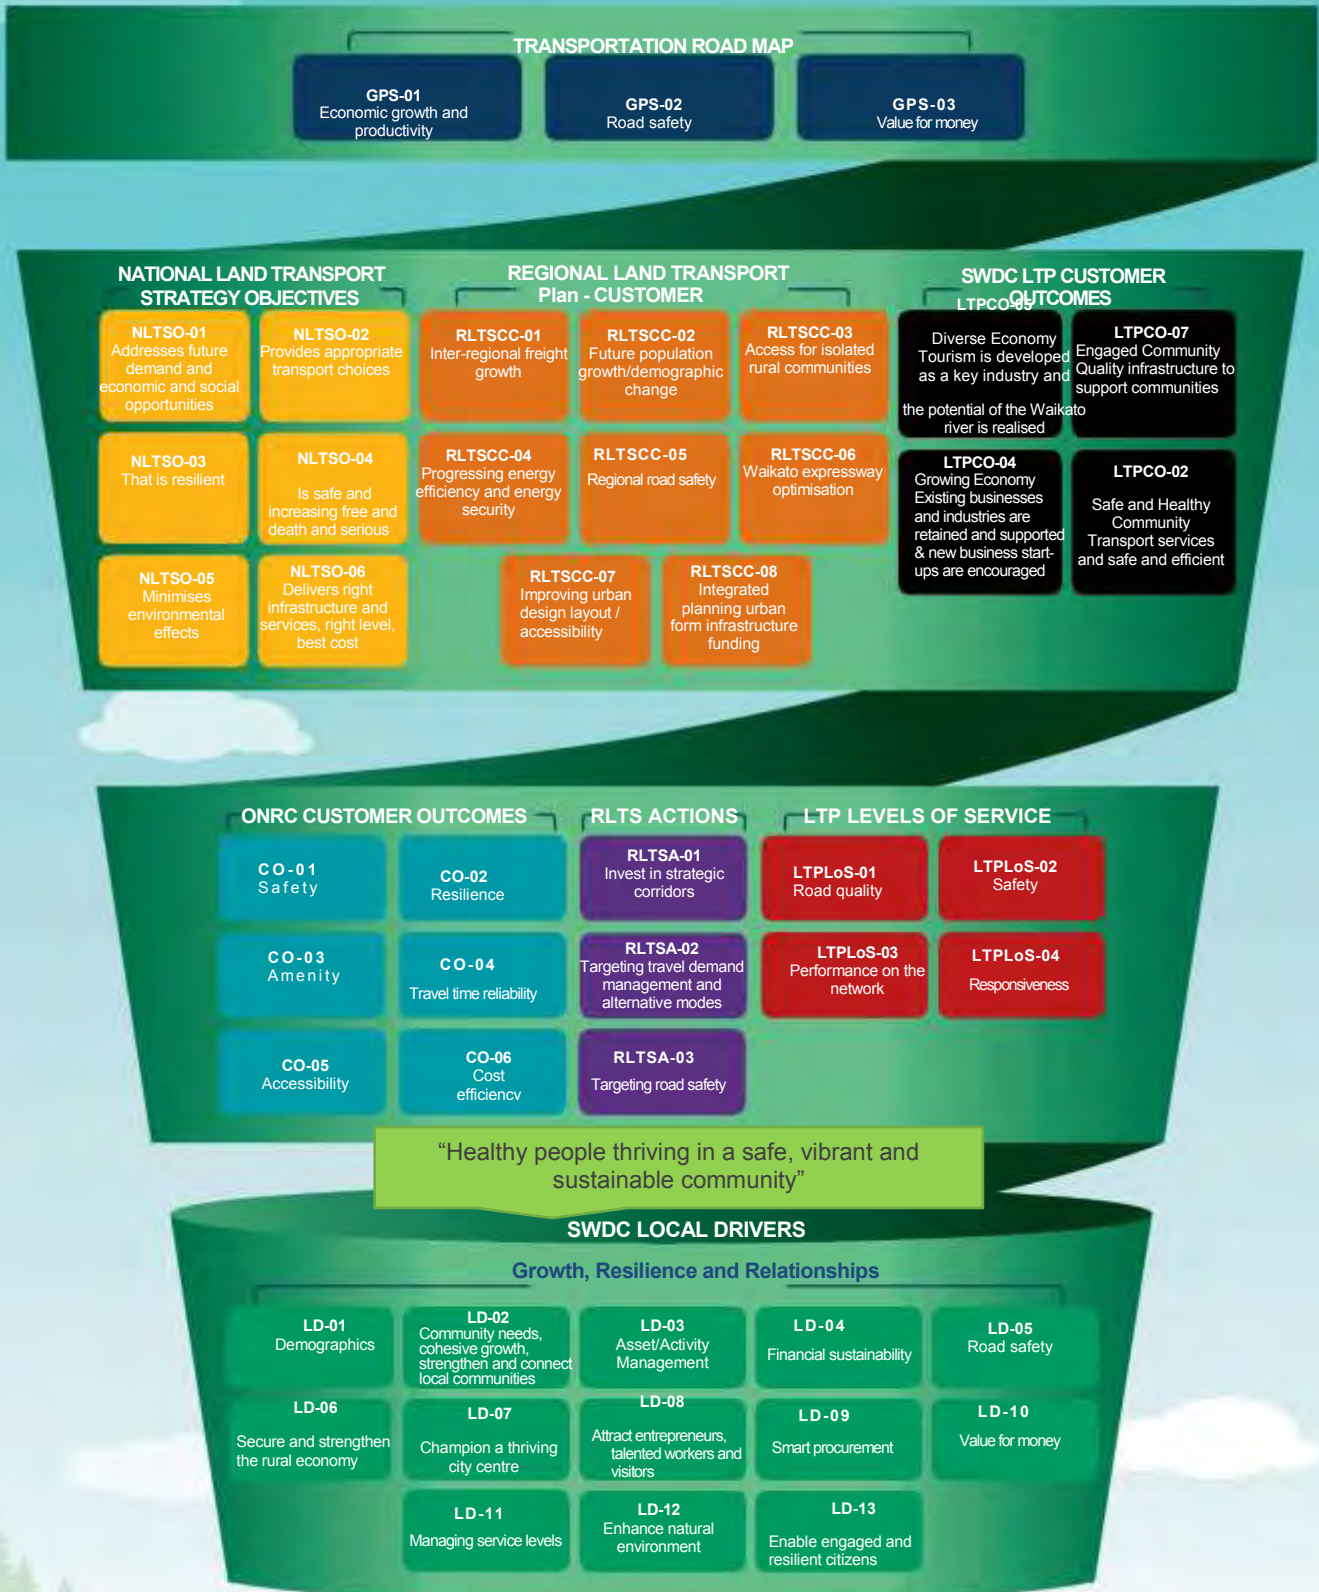 TRANSPORTATION ROAD MAP
GPS-01
Economic growth and
productivity
GPS-02
Road safety
GPS-03
Value for money
NATIONAL LAND TRANSPORT
STRATEGY OBJECTIVES
NLTSO-01
Addresses future
demand and
economic and social
opportunities
NLTSO-02
Provides appropriate
transport choices
NLTSO-03
That is resilient
NLTSO-04
Is safe and
increasing free and
death and serious
NLTSO-05
Minimises
environmental
effects
NLTSO-06
Delivers right
infrastructure and
services, right level,
best cost
REGIONAL LAND TRANSPORT
Plan - CUSTOMER
RLTSCC-01
Inter-regional freight
growth
RLTSCC-02
Future population
growth/demographic
change
RLTSCC-03
Access for isolated
rural communities
RLTSCC-04
Progressing energy
efficiency and energy
security
RLTSCC-05
Regional road safety
RLTSCC-06
Waikato expressway
optimisation
RLTSCC-07
Improving urban
design layout /
accessibility
RLTSCC-08
Integrated
planning urban
form infrastructure
funding
SWDC LTP CUSTOMER
OUTCOMES
LTPCO-05
Diverse Economy
Tourism is developed
as a key industry and
the potential of the Waikato
river is realised
LTPCO-07
Engaged Community
Quality infrastructure to
support communities
LTPCO-04
Growing Economy
Existing businesses
and industries are
retained and supported
& new business start-
ups are encouraged
LTPCO-02
Safe and Healthy
Community
Transport services
and safe and efficient
ONRC CUSTOMER OUTCOMES
CO-01
Safety
CO-02
Resilience
CO-03
Amenity
CO-04
Travel time reliability
CO-05
Accessibility
CO-06
Cost
efficiency
RLTS ACTIONS
RLTSA-01
Invest in strategic
corridors
RLTSA-02
Targeting travel demand
management and
alternative modes
RLTSA-03
Targeting road safety
LTP LEVELS OF SERVICE
LTPLoS-01
Road quality
LTPLoS-02
Safety
LTPLoS-03
Performance on the
network
LTPLoS-04
Responsiveness
“Healthy people thriving in a safe, vibrant and
sustainable community”
SWDC LOCAL DRIVERS
Growth, Resilience and Relationships
LD-01
Demographics
LD-02
Community needs,
cohesive growth,
strengthen and connect
local communities
LD-03
Asset/Activity
Management
LD-04
Financial sustainability
LD-05
Road safety
LD-06
Secure and strengthen
the rural economy
LD-07
Champion a thriving
city centre
LD-08
Attract entrepreneurs,
talented workers and
visitors
LD-09
Smart procurement
LD-10
Value for money
LD-11
Managing service levels
LD-12
Enhance natural
environment
LD-13
Enable engaged and
resilient citizens